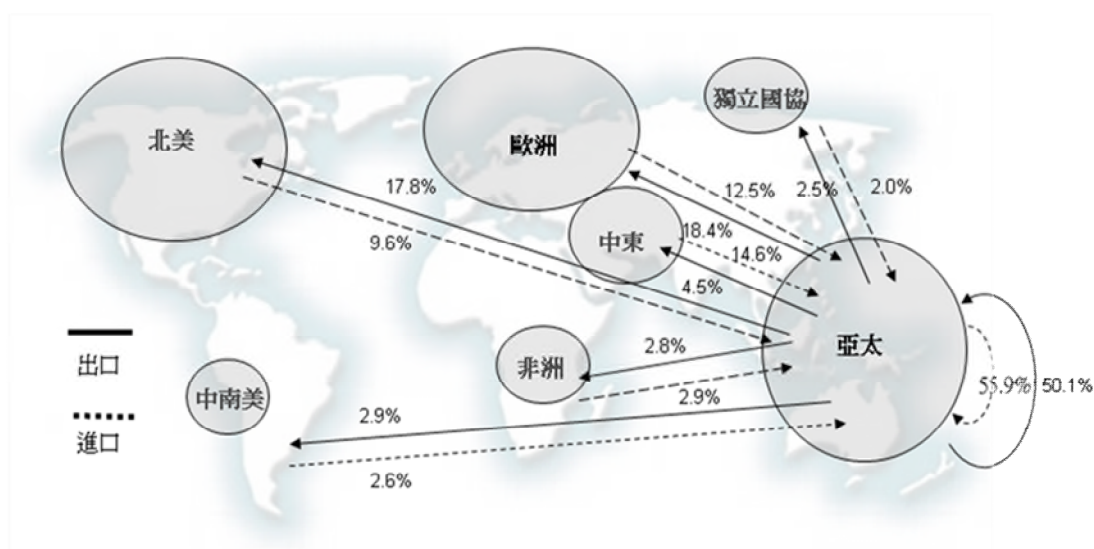 獨立國協
北美
歐洲
17.8%
12.5%
2.5%
2.0%
9.6%
中東
18.4%
14.6%
4.5%
出口
非洲
2.8%
亞太
中南美
2.9%
2.9%
55.9%
50.1%
進口
2.6%